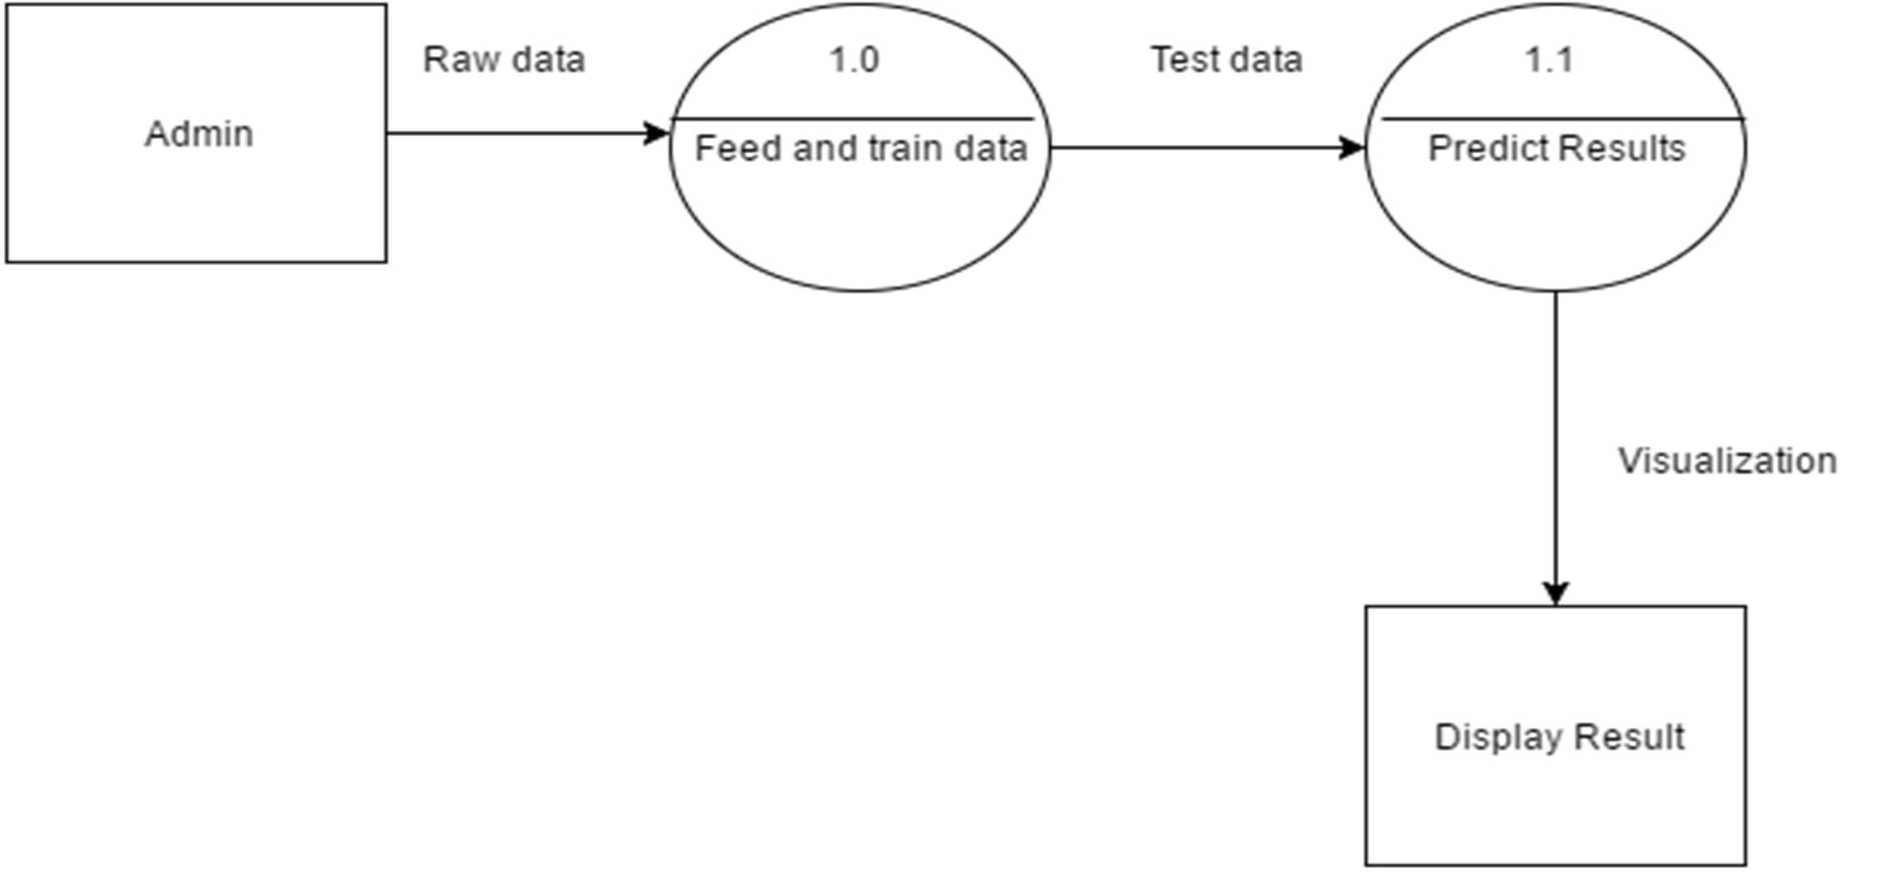 Admin
Raw data
1.0
Feed and train data
Test data
1.1
Predict Results
Visualization
Display Result